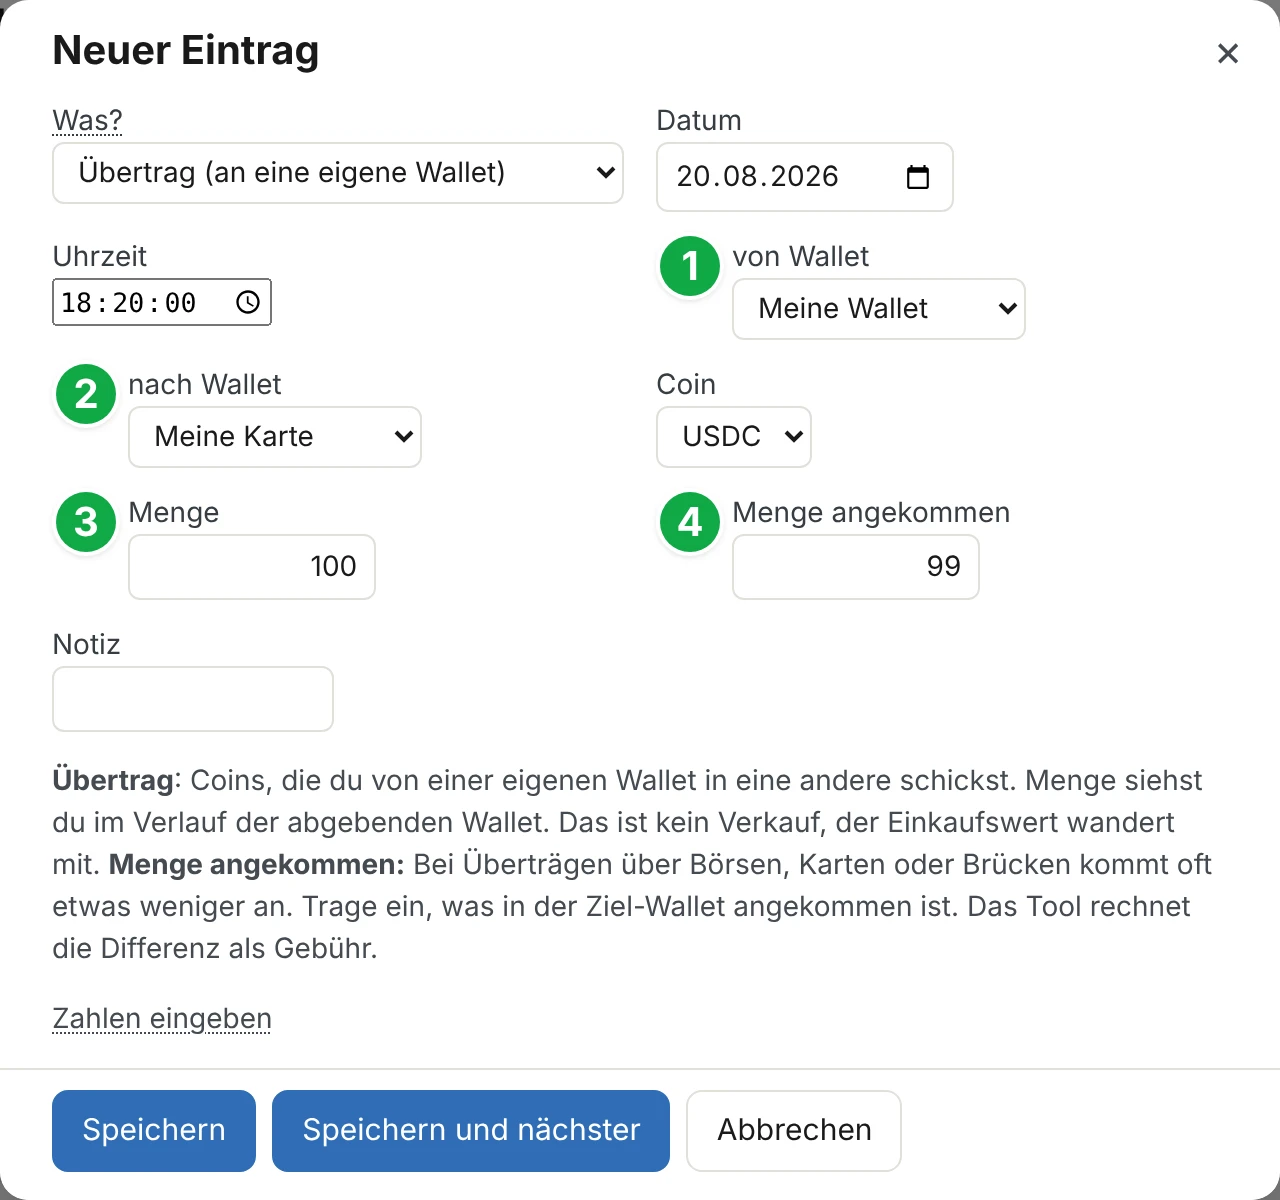 Neuer Eintrag
Was?
Übertrag (an eine eigene Wallet)
Datum
20.08.2026
Uhrzeit
18:20:00
1
von Wallet
Meine Wallet
2
nach Wallet
Meine Karte
Coin
USDC
3
Menge
100
4
Menge angekommen
99
Notiz
Übertrag: Coins, die du von einer eigenen Wallet in eine andere schickst. Menge siehst
du im Verlauf der abgebenden Wallet. Das ist kein Verkauf, der Einkaufswert wandert
mit. Menge angekommen: Bei Überträgen über Börsen, Karten oder Brücken kommt oft
etwas weniger an. Trage ein, was in der Ziel-Wallet angekommen ist. Das Tool rechnet
die Differenz als Gebühr.
Zahlen eingeben
Speichern
Speichern und nächster
Abbrechen